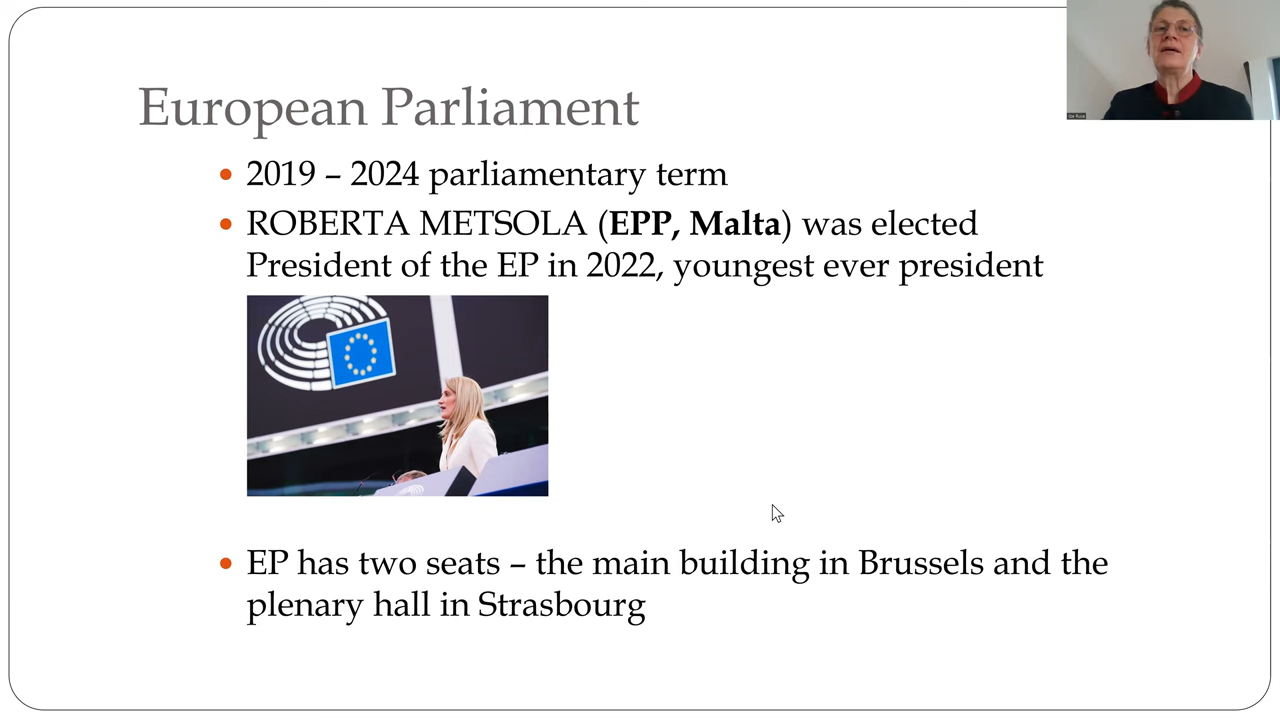 European Parliament
2019 – 2024 parliamentary term
ROBERTA METSOLA (EPP, Malta) was elected
President of the EP in 2022, youngest ever president
EP has two seats – the main building in Brussels and the
plenary hall in Strasbourg